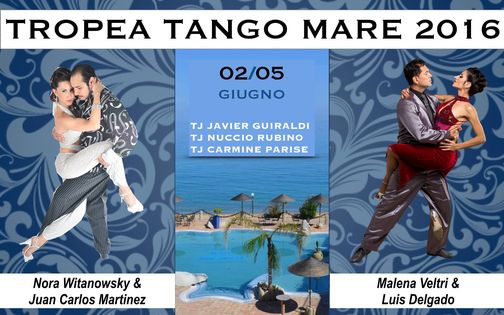 TROPEA TANGO MARE 2016
02/05
GIUGNO
TJ JAVIER GUIRALDI
TJ NUCCIO RUBINO
TJ CARMINE PARISE
Nora Witanowsky &
Juan Carlos Martinez
Malena Veltri &
Luis Delgado